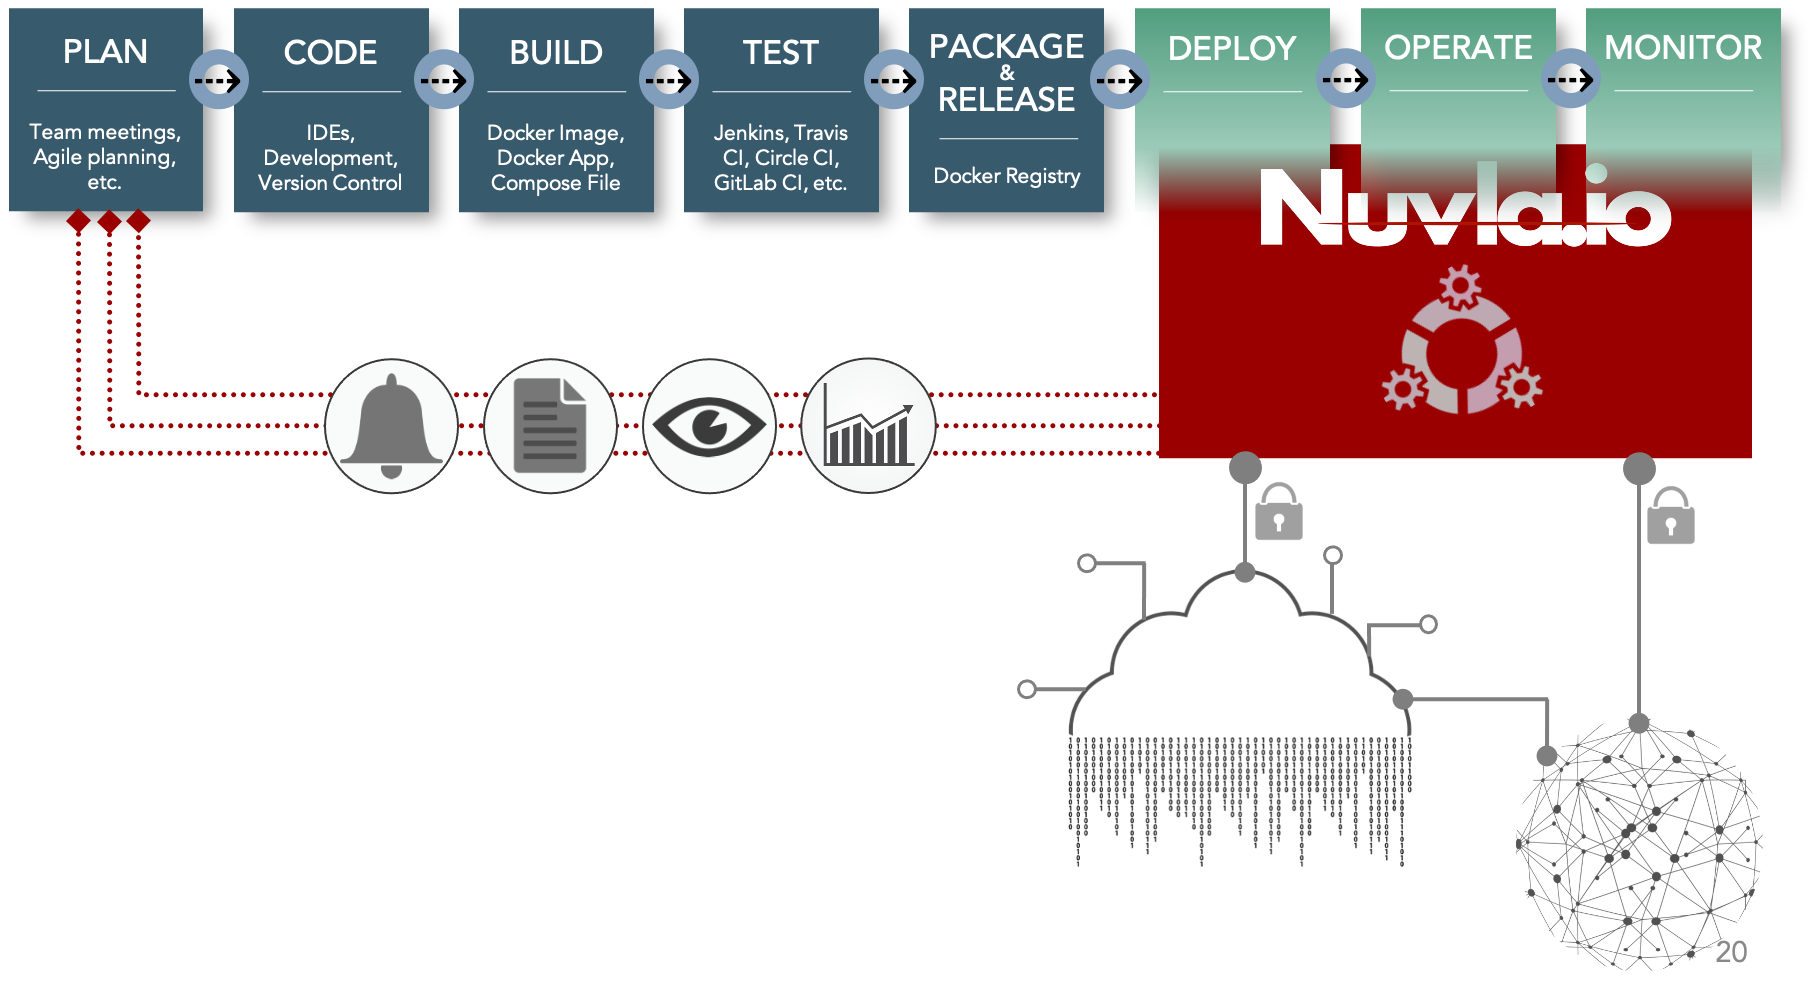 PLAN
Team meetings,
Agile planning,
etc.
CODE
IDEs,
Development,
Version Control
BUILD
Docker Image,
Docker App,
Compose File
TEST
Jenkins, Travis
CI, Circle CI,
GitLab CI, etc.
PACKAGE
&
RELEASE
Docker Registry
DEPLOY
OPERATE
MONITOR
Nuvla.io
20